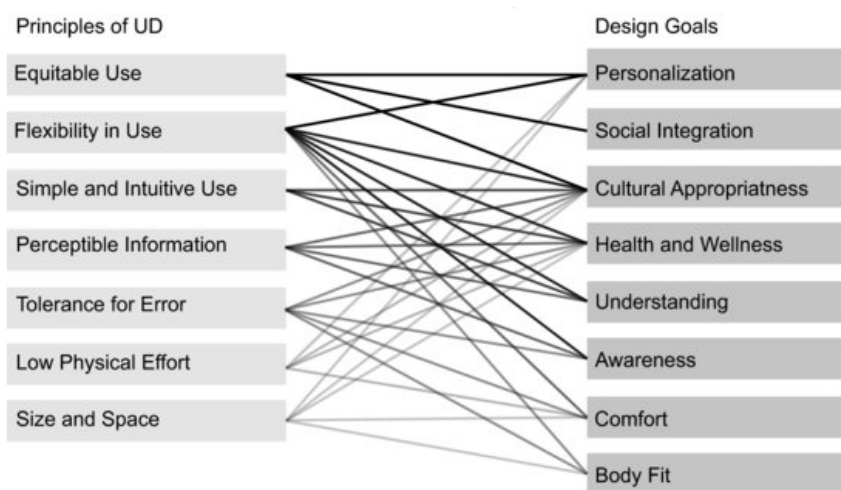 Principles of UD
Equitable Use
Flexibility in Use
Simple and Intuitive Use
Perceptible Information
Tolerance for Error
Low Physical Effort
Size and Space
Design Goals
Personalization
Social Integration
Cultural Appropriatness
Health and Wellness
Understanding
Awareness
Comfort
Body Fit